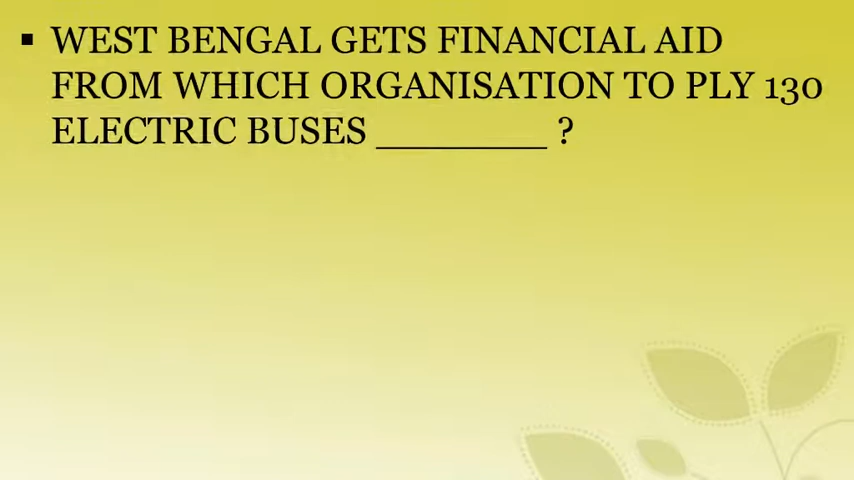 ▪ WEST BENGAL GETS FINANCIAL AID
FROM WHICH ORGANISATION TO PLY 130
ELECTRIC BUSES ________ ?